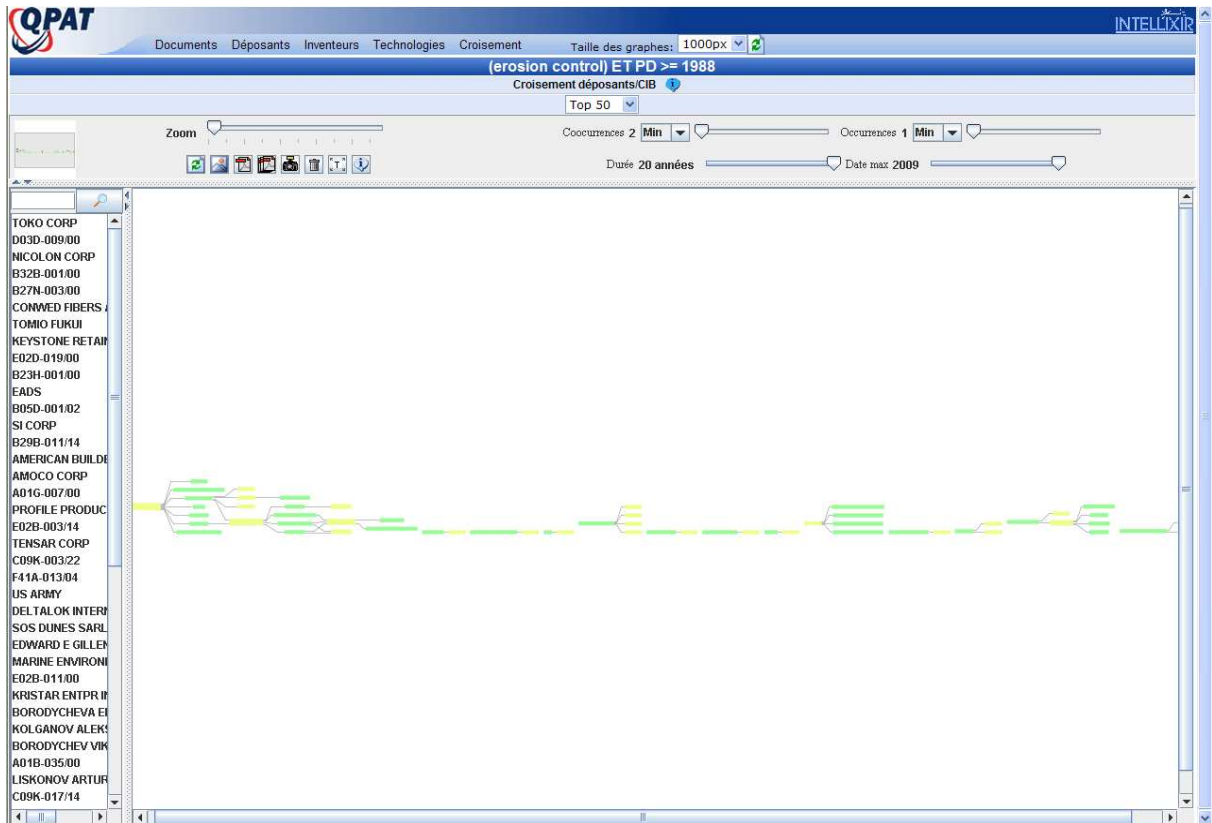 QPAT
INTELLIXIR
Documents Déposants Inventeurs Technologies Croisement Taille des graphes: 1000px
(erosion control) ET PD >= 1988
Croisement déposants/CIB
Top 50
Zoom Coocurrences 2 Min Occurrences 1 Min
Durée 20 années Date max 2009
TOKO CORP
D03D-009/00
NICOLON CORP
B32B-001/00
B27N-003/00
CONWED FIBERS
TOMIO FUKUI
KEYSTONE RETAIN
E02D-019/00
B23H-001/00
EADS
B05D-001/02
SI CORP
B29B-011/14
AMERICAN BUILDE
AMOCO CORP
A01G-007/00
PROFILE PRODUC
E02B-003/14
TENSAR CORP
C09K-003/22
F41A-013/04
US ARMY
DELTALOK INTERN
SOS DUNES SARL
EDWARD E GILLEN
MARINE ENVIRON
E02B-011/00
KRISTAR ENTPR IN
BORODYCHEVA EI
KOLGANOV ALEKS
BORODYCHEV VIK
A01B-035/00
LISKONOV ARTUR
C09K-017/14